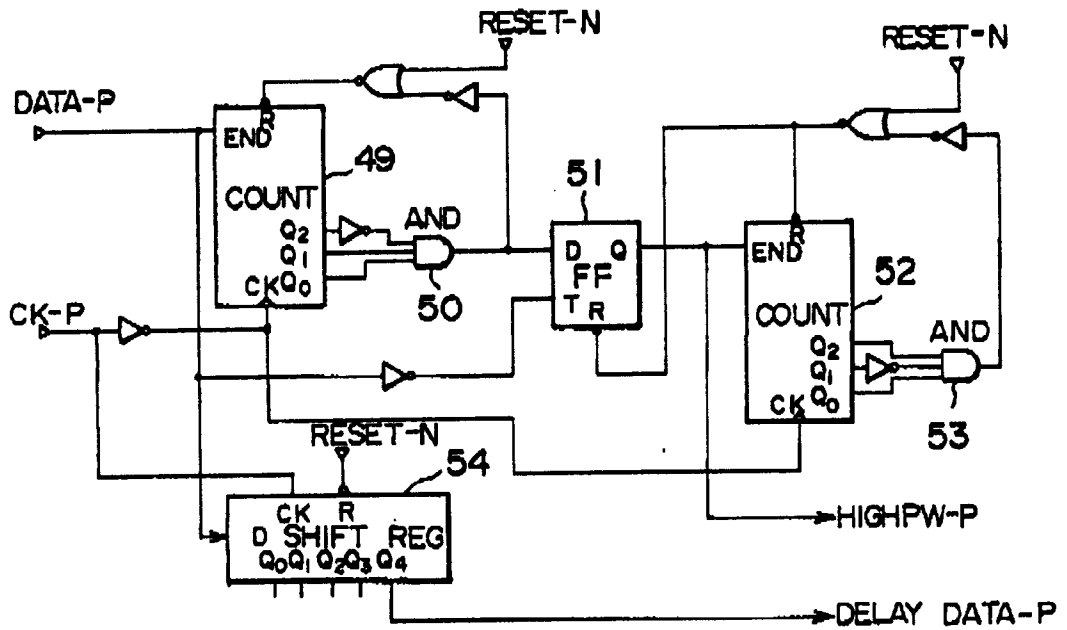 RESET-N
RESET-N
DATA-P
R
END
49
COUNT
51
AND
Q2
Q1
CK Q0
50
D Q
FF
T R
R
END
52
COUNT
AND
Q2
Q1
Q0
CK
53
CK-P
RESET-N
54
CK R
D SHIFT REG
Q0 Q1 Q2 Q3 Q4
HIGHPW-P
DELAY DATA-P